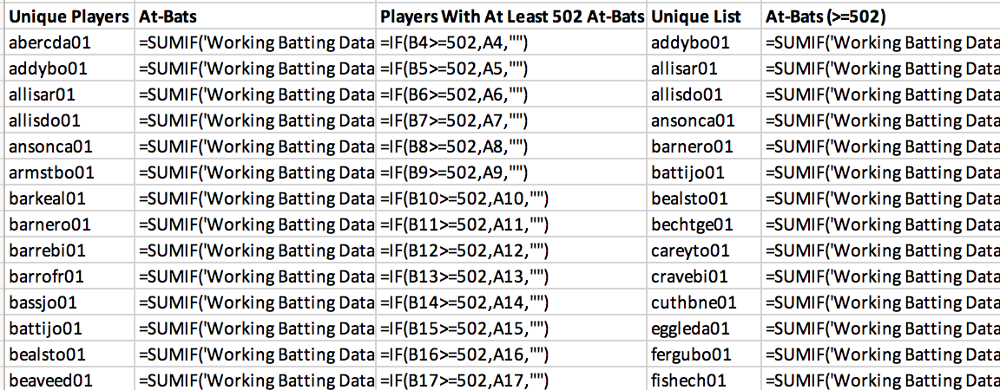 Unique Players At-Bats Players With At Least 502 At-Bats Unique List At-Bats (>=502)
abercda01 =SUMIF('Working Batting Data =IF(B4>=502,A4,"") addybo01 =SUMIF('Working Batting Data
addybo01 =SUMIF('Working Batting Data =IF(B5>=502,A5,"") allisar01 =SUMIF('Working Batting Data
allisar01 =SUMIF('Working Batting Data =IF(B6>=502,A6,"") allisdo01 =SUMIF('Working Batting Data
allisdo01 =SUMIF('Working Batting Data =IF(B7>=502,A7,"") ansonca01 =SUMIF('Working Batting Data
ansonca01 =SUMIF('Working Batting Data =IF(B8>=502,A8,"") barnero01 =SUMIF('Working Batting Data
armstbo01 =SUMIF('Working Batting Data =IF(B9>=502,A9,"") battijo01 =SUMIF('Working Batting Data
barkeal01 =SUMIF('Working Batting Data =IF(B10>=502,A10,"") bealsto01 =SUMIF('Working Batting Data
barnero01 =SUMIF('Working Batting Data =IF(B11>=502,A11,"") bechtge01 =SUMIF('Working Batting Data
barrebi01 =SUMIF('Working Batting Data =IF(B12>=502,A12,"") careyto01 =SUMIF('Working Batting Data
barrofr01 =SUMIF('Working Batting Data =IF(B13>=502,A13,"") cravebi01 =SUMIF('Working Batting Data
bassjo01 =SUMIF('Working Batting Data =IF(B14>=502,A14,"") cuthbne01 =SUMIF('Working Batting Data
battijo01 =SUMIF('Working Batting Data =IF(B15>=502,A15,"") eggleda01 =SUMIF('Working Batting Data
bealsto01 =SUMIF('Working Batting Data =IF(B16>=502,A16,"") fergubo01 =SUMIF('Working Batting Data
beaveed01 =SUMIF('Working Batting Data =IF(B17>=502,A17,"") fishech01 =SUMIF('Working Batting Data